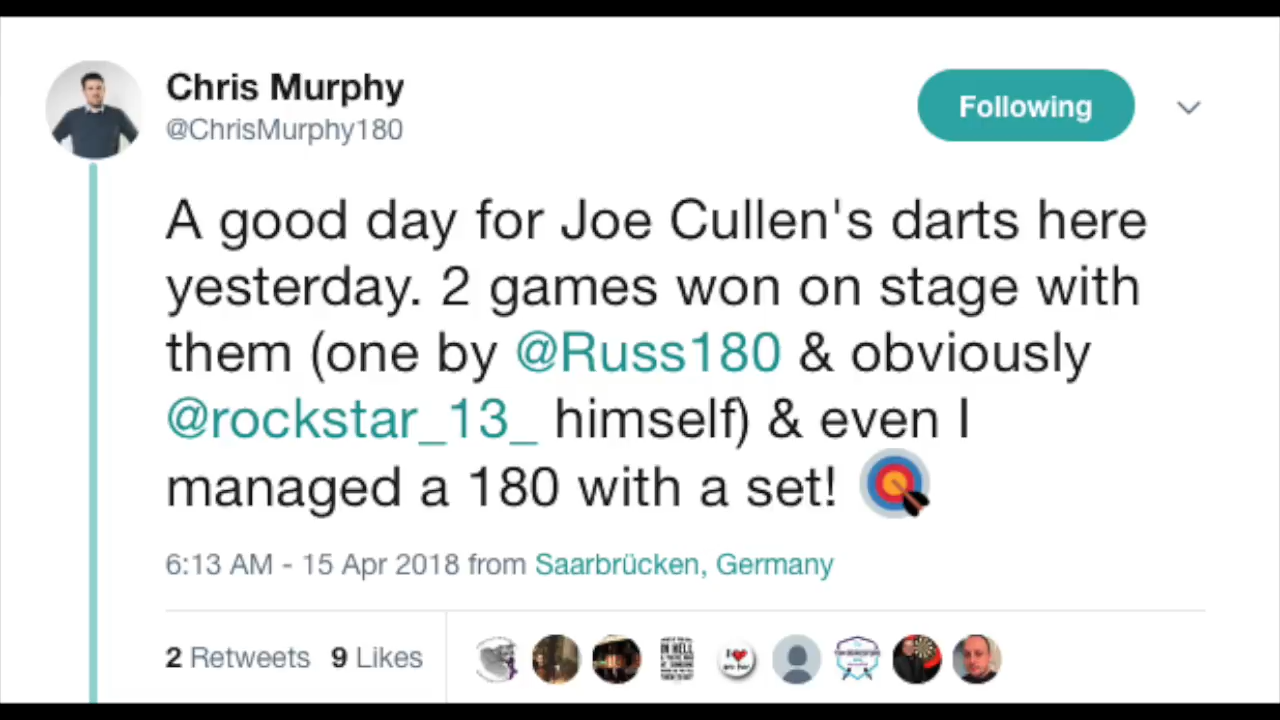 Chris Murphy
@ChrisMurphy180
Following
A good day for Joe Cullen's darts here
yesterday. 2 games won on stage with
them (one by @Russ180 & obviously
@rockstar_13_ himself) & even I
managed a 180 with a set!
6:13 AM - 15 Apr 2018 from Saarbrücken, Germany
2 Retweets 9 Likes
IN HELL
I ❤